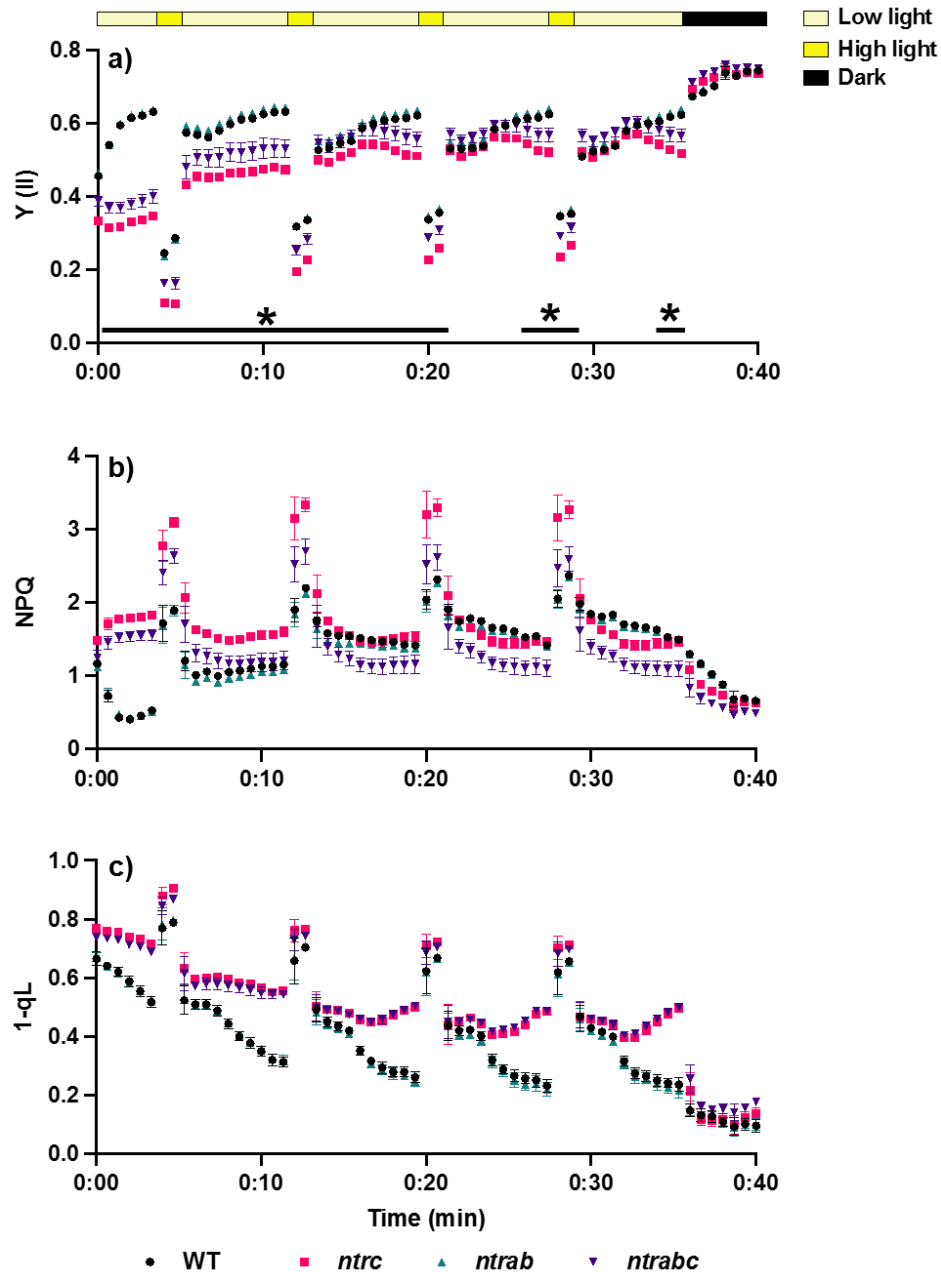 Low light
High light
Dark
a)
0.8
0.6
0.4
0.2
0.0
Y (II)
* * *
0:00 0:10 0:20 0:30 0:40
b)
4
3
2
1
0
NPQ
0:00 0:10 0:20 0:30 0:40
c)
1.0
0.8
0.6
0.4
0.2
0.0
1-qL
0:00 0:10 0:20 0:30 0:40
Time (min)
WT ntrc ntrab ntrabc